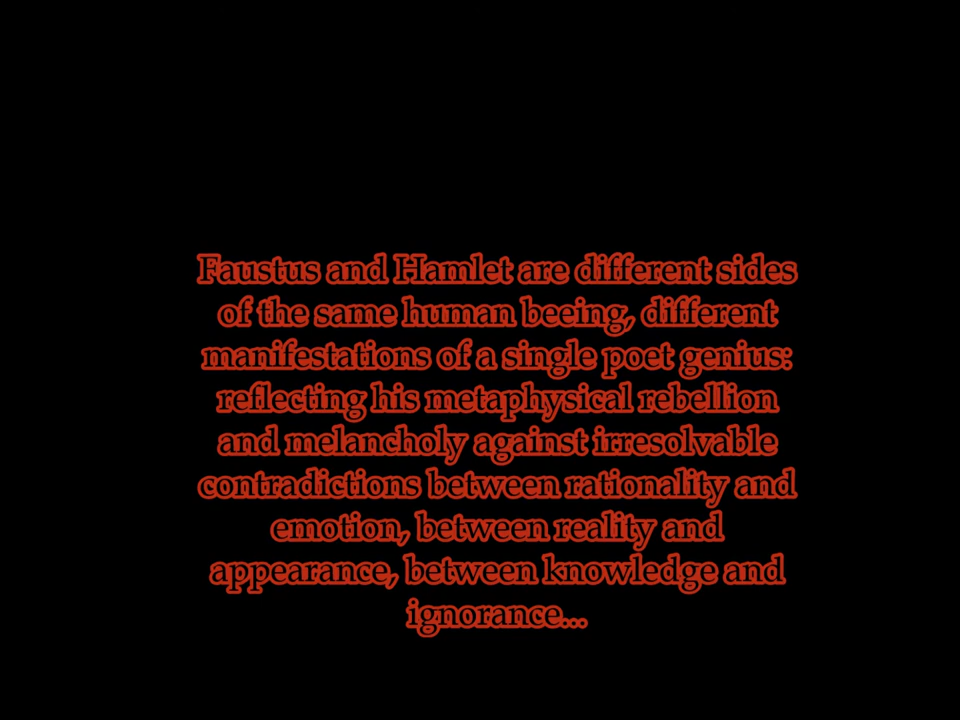 Faustus and Hamlet are different sides
of the same human beeing, different
manifestations of a single poet genius:
reflecting his metaphysical rebellion
and melancholy against irresolvable
contradictions between rationality and
emotion, between reality and
appearance, between knowledge and
ignorance...